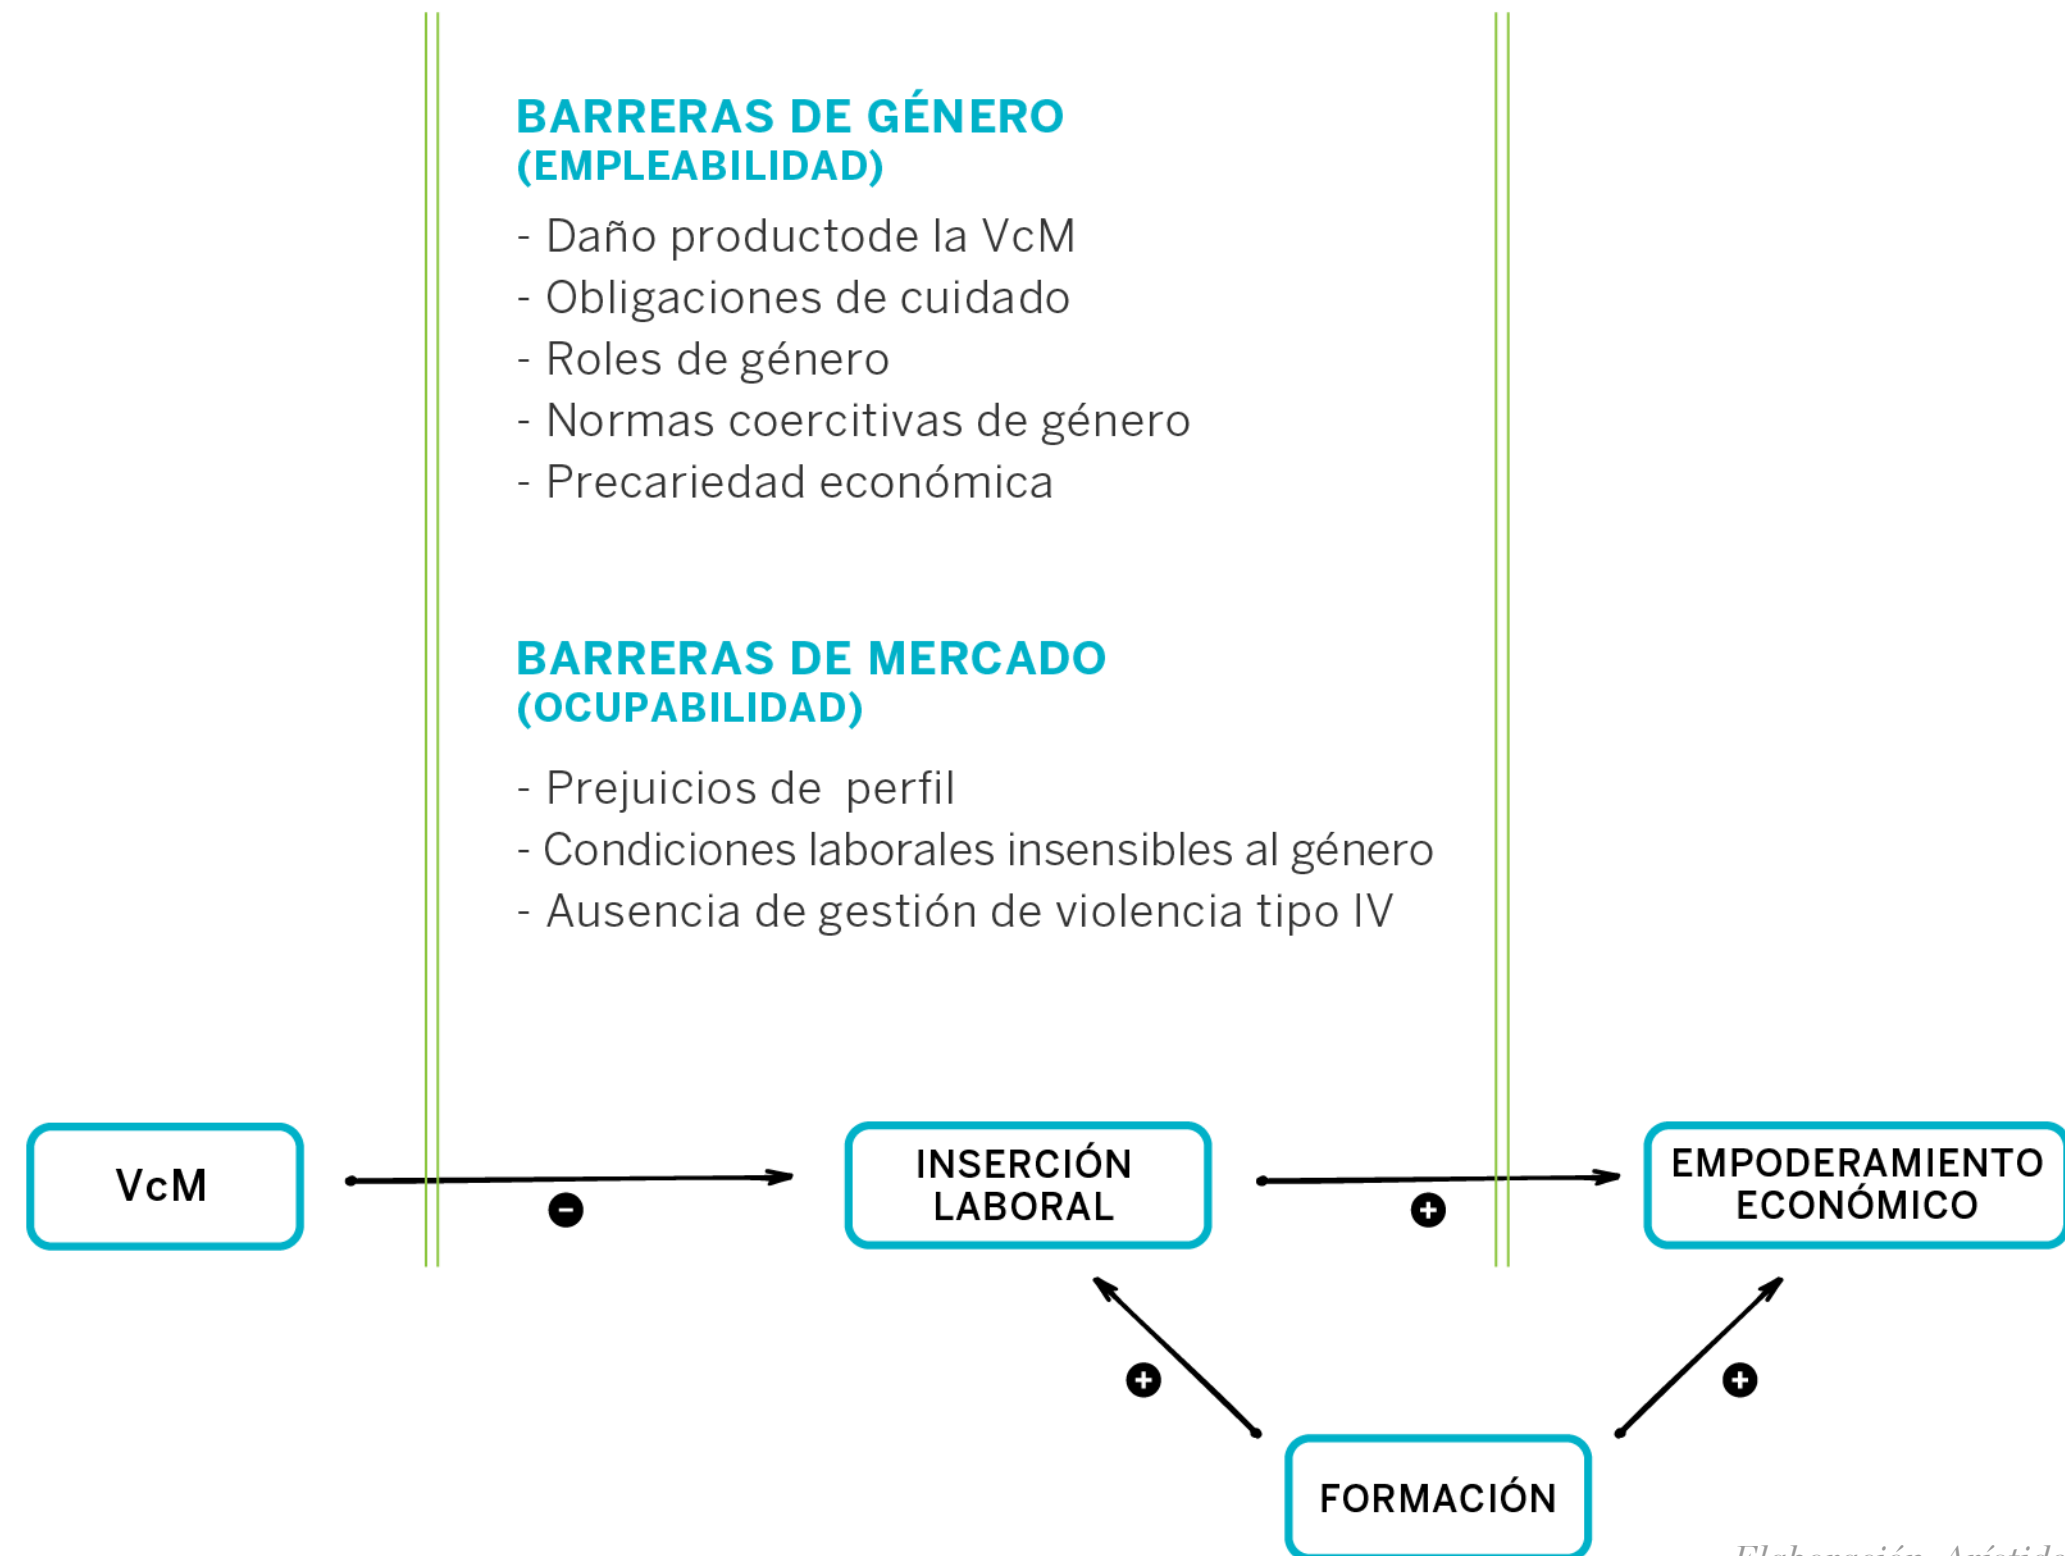 BARRERAS DE GÉNERO
(EMPLEABILIDAD)
- Daño productode la VcM
- Obligaciones de cuidado
- Roles de género
- Normas coercitivas de género
- Precariedad económica
BARRERAS DE MERCADO
(OCUPABILIDAD)
- Prejuicios de perfil
- Condiciones laborales insensibles al género
- Ausencia de gestión de violencia tipo IV
VcM
INSERCIÓN
LABORAL
EMPODERAMIENTO
ECONÓMICO
FORMACIÓN